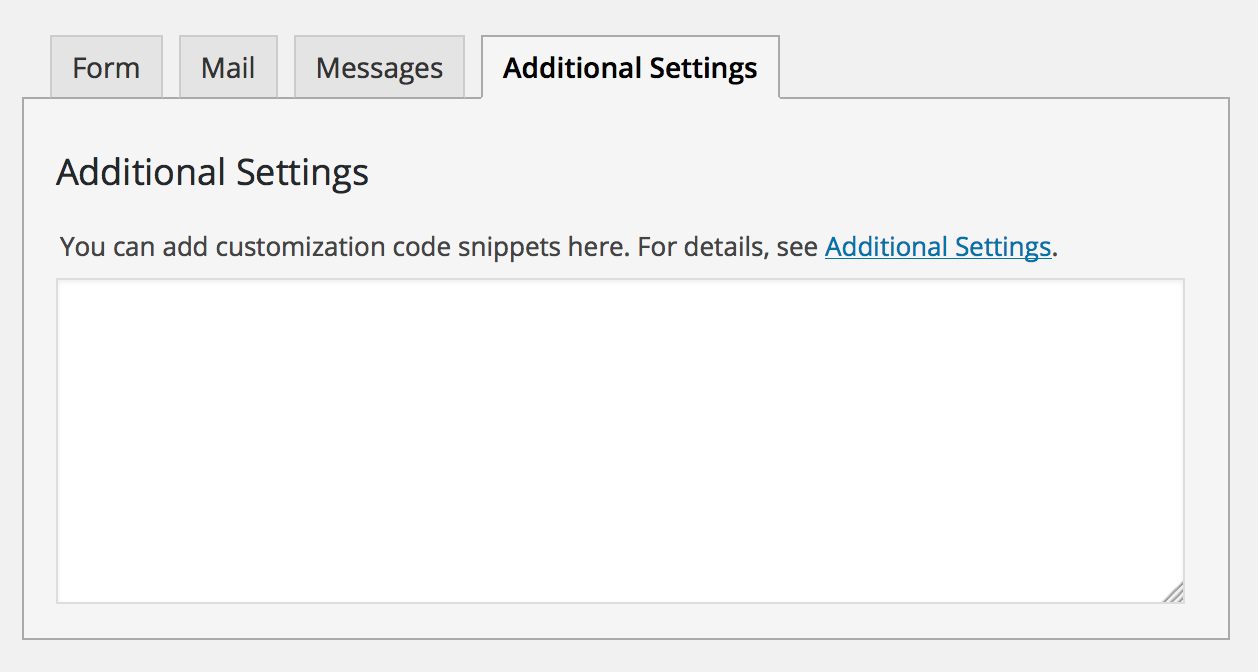 Form Mail Messages Additional Settings
Additional Settings
You can add customization code snippets here. For details, see Additional Settings.